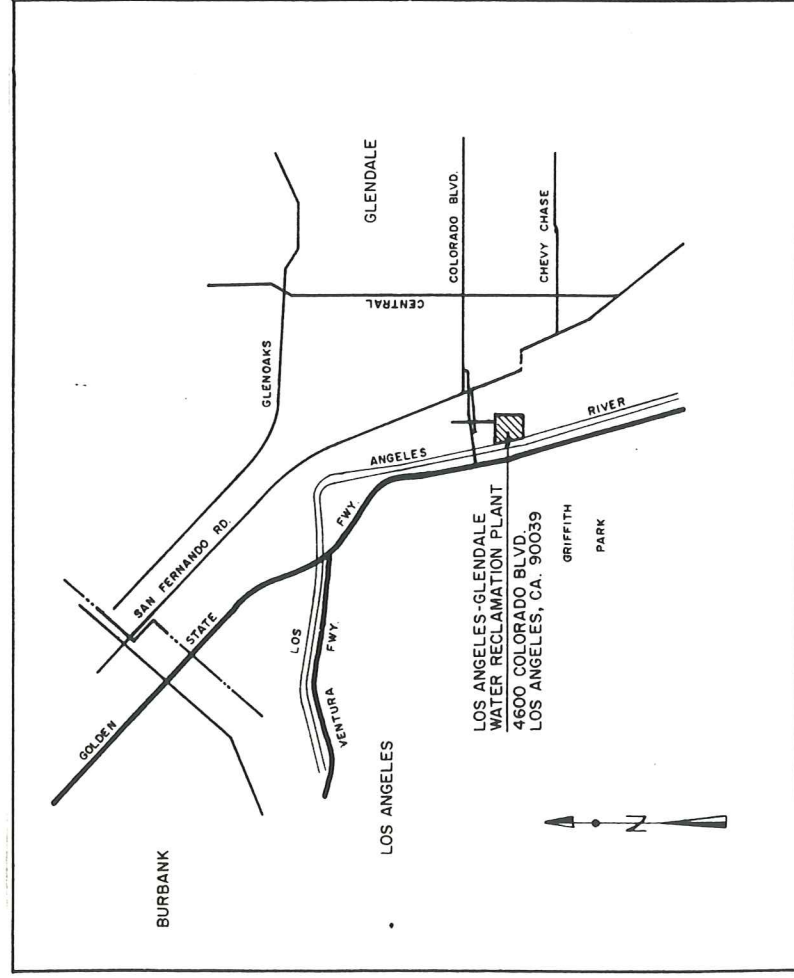 BURBANK
GOLDEN
STATE
FWY.
SAN FERNANDO RD.
GLENOAKS
GLENDALE
LOS
ANGELES
RIVER
VENTURA
FWY.
LOS ANGELES
CENTRAL
COLORADO BLVD.
CHEVY CHASE
LOS ANGELES-GLENDALE
WATER RECLAMATION PLANT
4600 COLORADO BLVD.
LOS ANGELES, CA. 90039
GRIFFITH
PARK
N